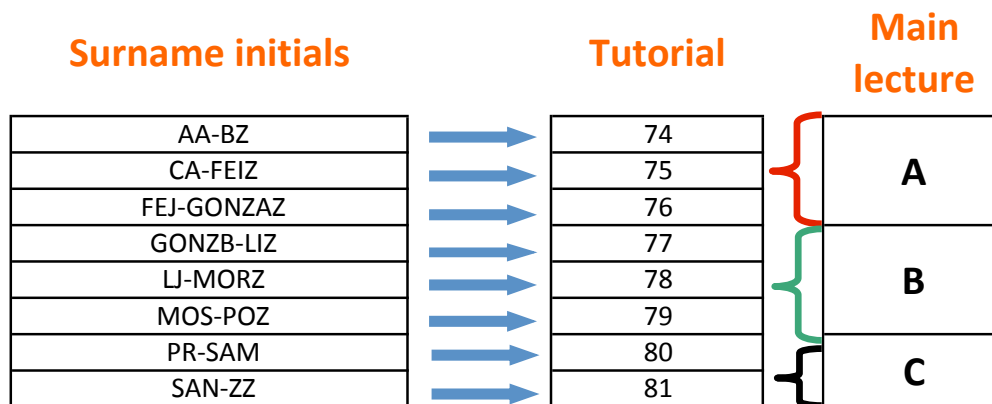 Surname initials
Tutorial
Main
lecture
AA-BZ
74
CA-FEIZ
75
A
FEJ-GONZAZ
76
GONZB-LIZ
77
LJ-MORZ
78
B
MOS-POZ
79
PR-SAM
80
C
SAN-ZZ
81